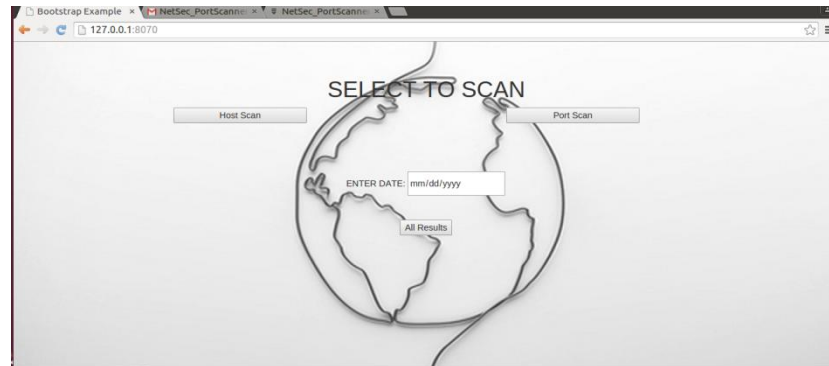 Bootstrap Example × NetSec_PortScanne × NetSec_PortScanne ×
127.0.0.1:8070
SELECT TO SCAN
Host Scan Port Scan
ENTER DATE: mm/dd/yyyy
All Results